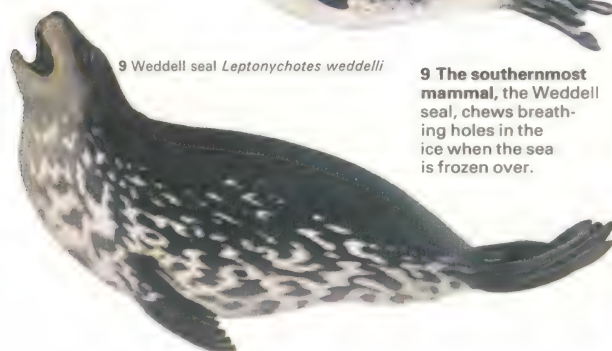 9 Weddell seal Leptonychotes weddelli
9 The southernmost
mammal, the Weddell
seal, chews breath-
ing holes in the
ice when the sea
is frozen over.